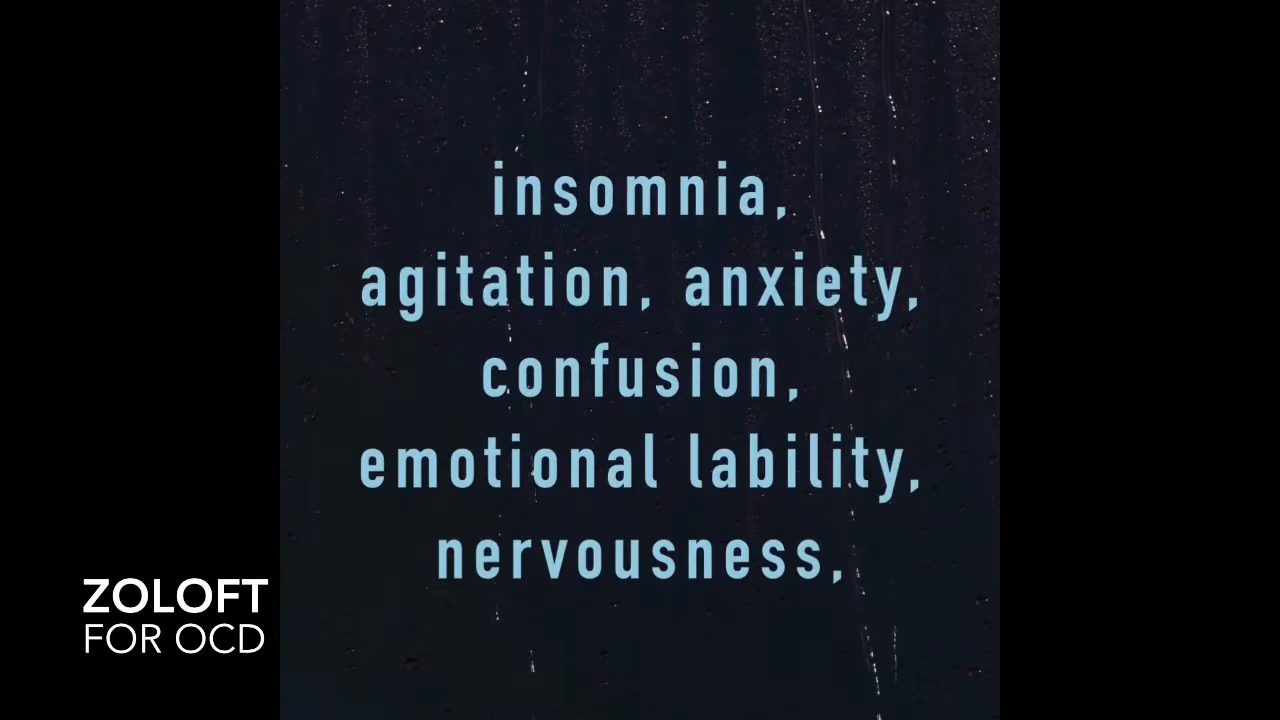 insomnia,
agitation, anxiety,
confusion,
emotional lability,
nervousness,
ZOLOFT
FOR OCD